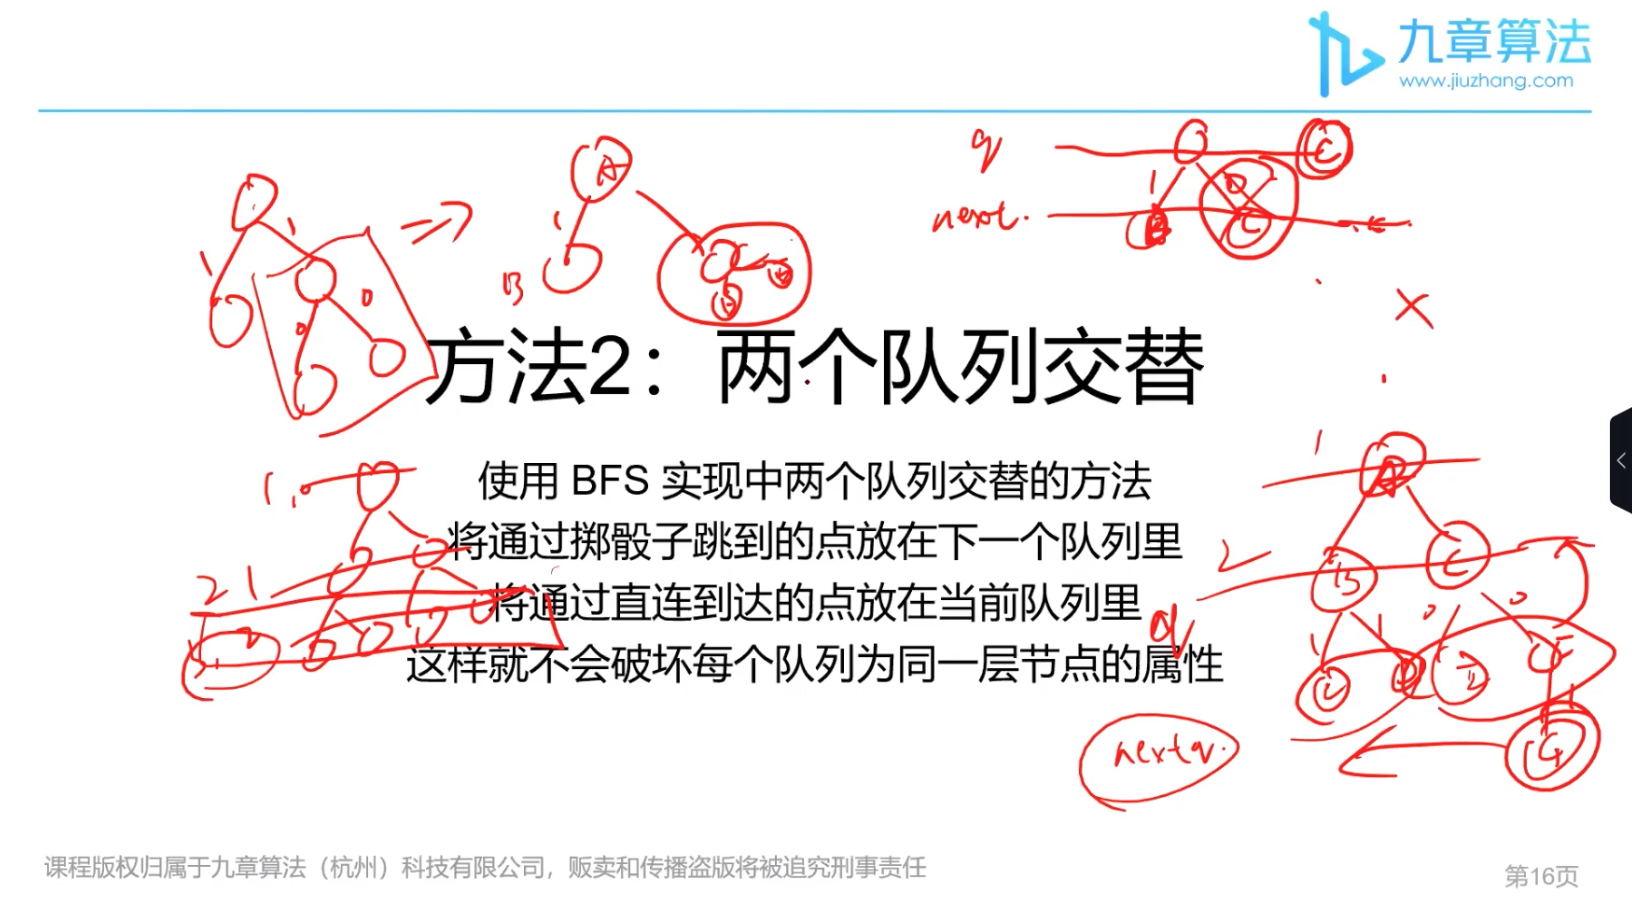 九章算法
www.jiuzhang.com
q
C
next.
A
B
方法2：两个队列交替
使用 BFS 实现中两个队列交替的方法
将通过掷骰子跳到的点放在下一个队列里
将通过直连到达的点放在当前队列里
这样就不会破坏每个队列为同一层节点的属性
1
2
B
C
q
nextq.
G
课程版权归属于九章算法（杭州）科技有限公司，贩卖和传播盗版将被追究刑事责任
第16页